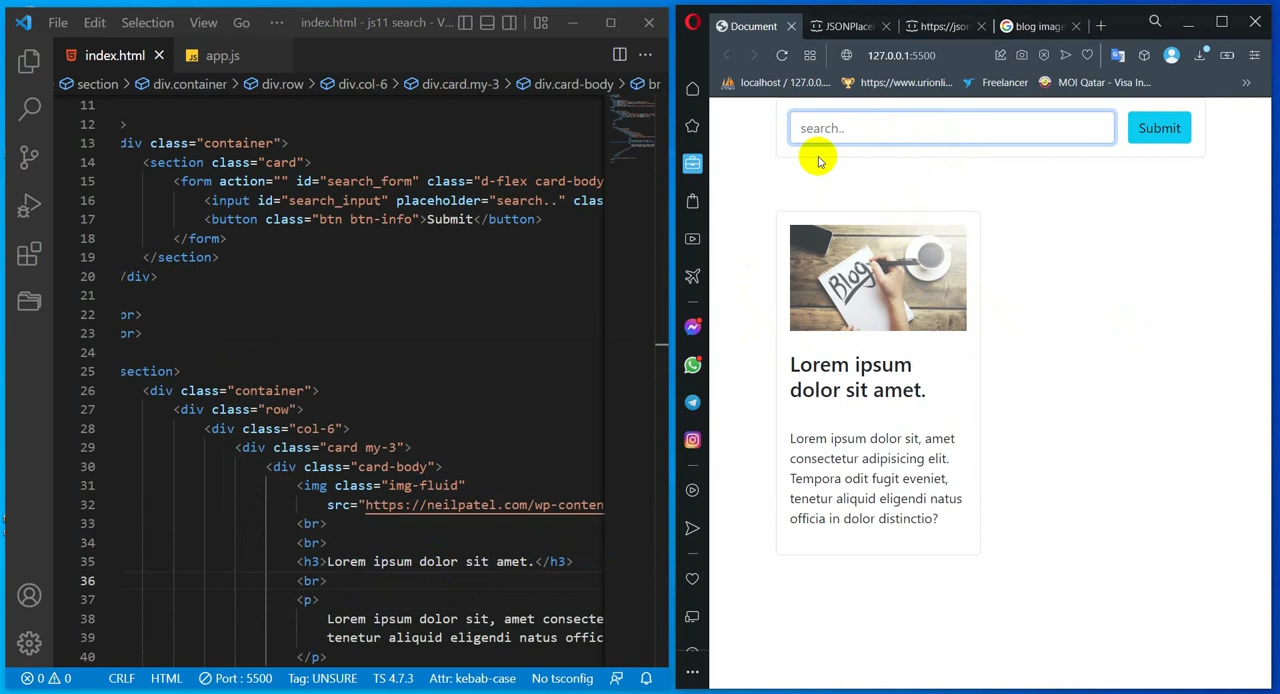 File Edit Selection View Go ··· index.html - js11 search - V...
index.html app.js
section > div.container > div.row > div.col-6 > div.card.my-3 > div.card-body > br
11
12 >
13 div class="container">
14 <section class="card">
15 <form action="" id="search_form" class="d-flex card-body
16 <input id="search_input" placeholder="search.." clas
17 <button class="btn btn-info">Submit</button>
18 </form>
19 </section>
20 /div>
21
22 br>
23 br>
24
25 section>
26 <div class="container">
27 <div class="row">
28 <div class="col-6">
29 <div class="card my-3">
30 <div class="card-body">
31 <img class="img-fluid"
32 src="https://neilpatel.com/wp-conten
33 <br>
34 <br>
35 <h3>Lorem ipsum dolor sit amet.</h3>
36 <br>
37 <p>
38 Lorem ipsum dolor sit, amet consecte
39 tenetur aliquid eligendi natus offic
40 </p>
0 0 CRLF HTML Port : 5500 Tag: UNSURE TS 4.7.3 Attr: kebab-case No tsconfig
Document JSONPlace https://json blog image
127.0.0.1:5500
localhost / 127.0.0... https://www.urionli... Freelancer MOI Qatar - Visa In... »
search..
Submit
Blog
Lorem ipsum
dolor sit amet.
Lorem ipsum dolor sit, amet
consectetur adipisicing elit.
Tempora odit fugit eveniet,
tenetur aliquid eligendi natus
officia in dolor distinctio?